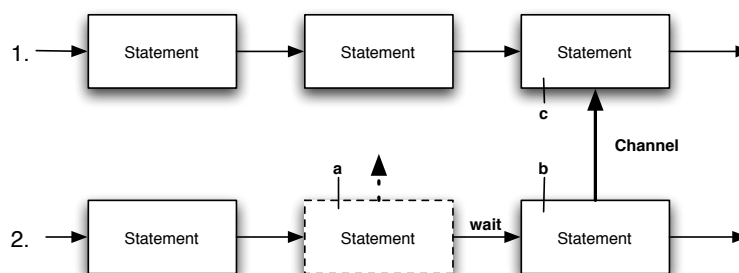 1. Statement Statement Statement
c
Channel
a b
2. Statement Statement wait Statement